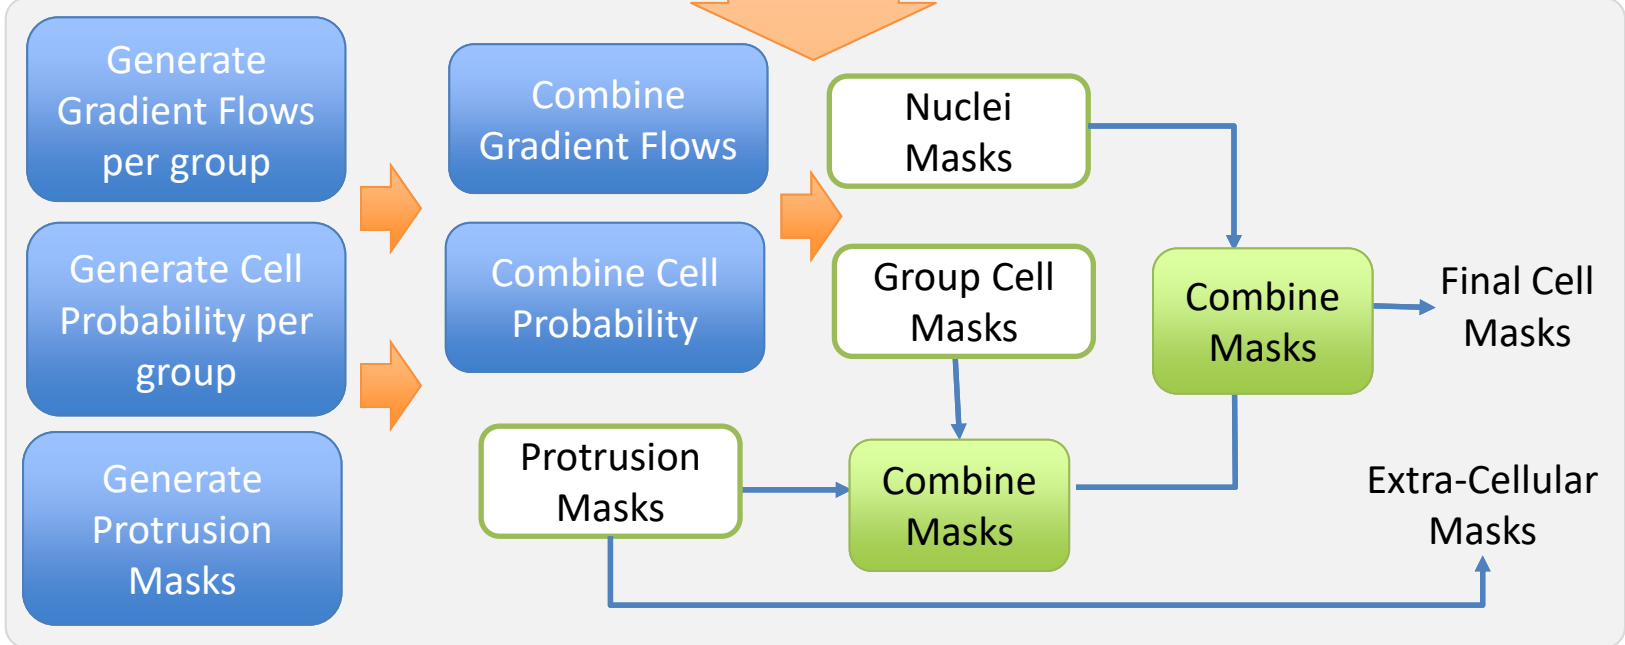 Generate
Gradient Flows
per group
Generate Cell
Probability per
group
Generate
Protrusion
Masks
Combine
Gradient Flows
Combine Cell
Probability
Nuclei
Masks
Group Cell
Masks
Protrusion
Masks
Combine
Masks
Combine
Masks
Final Cell
Masks
Extra-Cellular
Masks